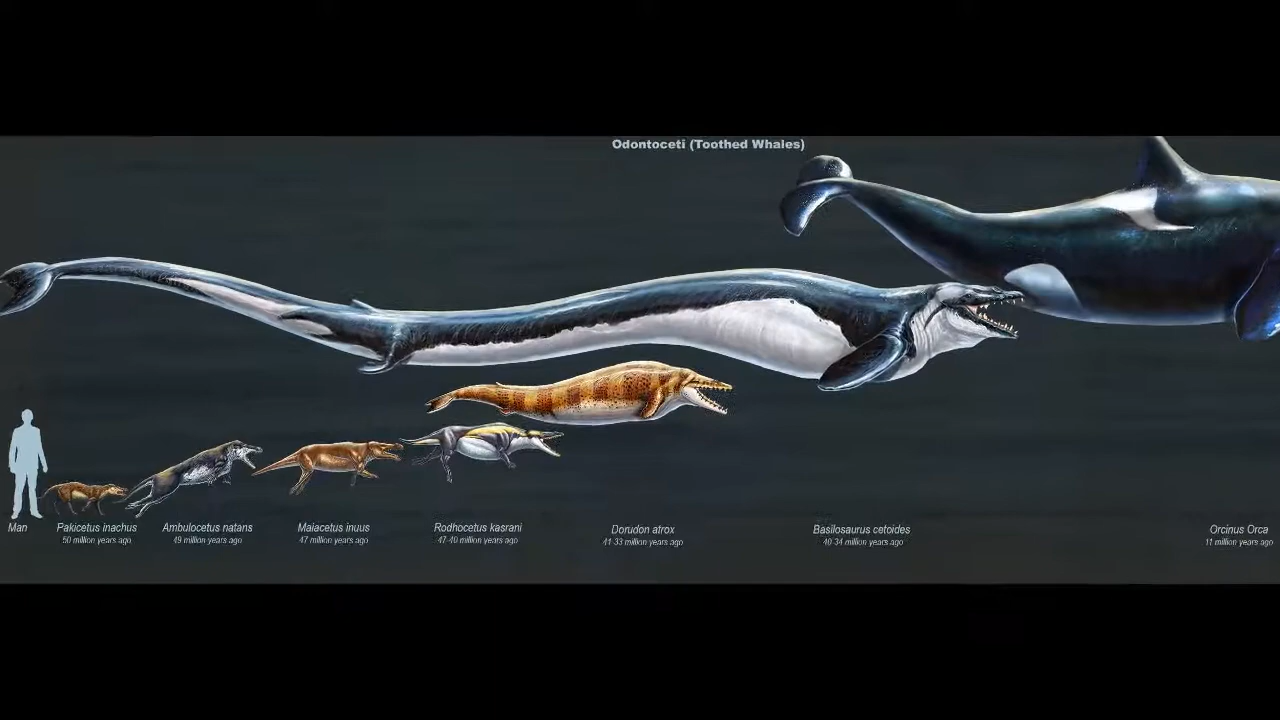 Odontoceti (Toothed Whales)
Man
Pakicetus inachus
50 million years ago
Ambulocetus natans
49 million years ago
Maiacetus inuus
47 million years ago
Rodhocetus kasrani
47-40 million years ago
Dorudon atrox
41-33 million years ago
Basilosaurus cetoides
40-34 million years ago
Orcinus Orca
11 million years ago